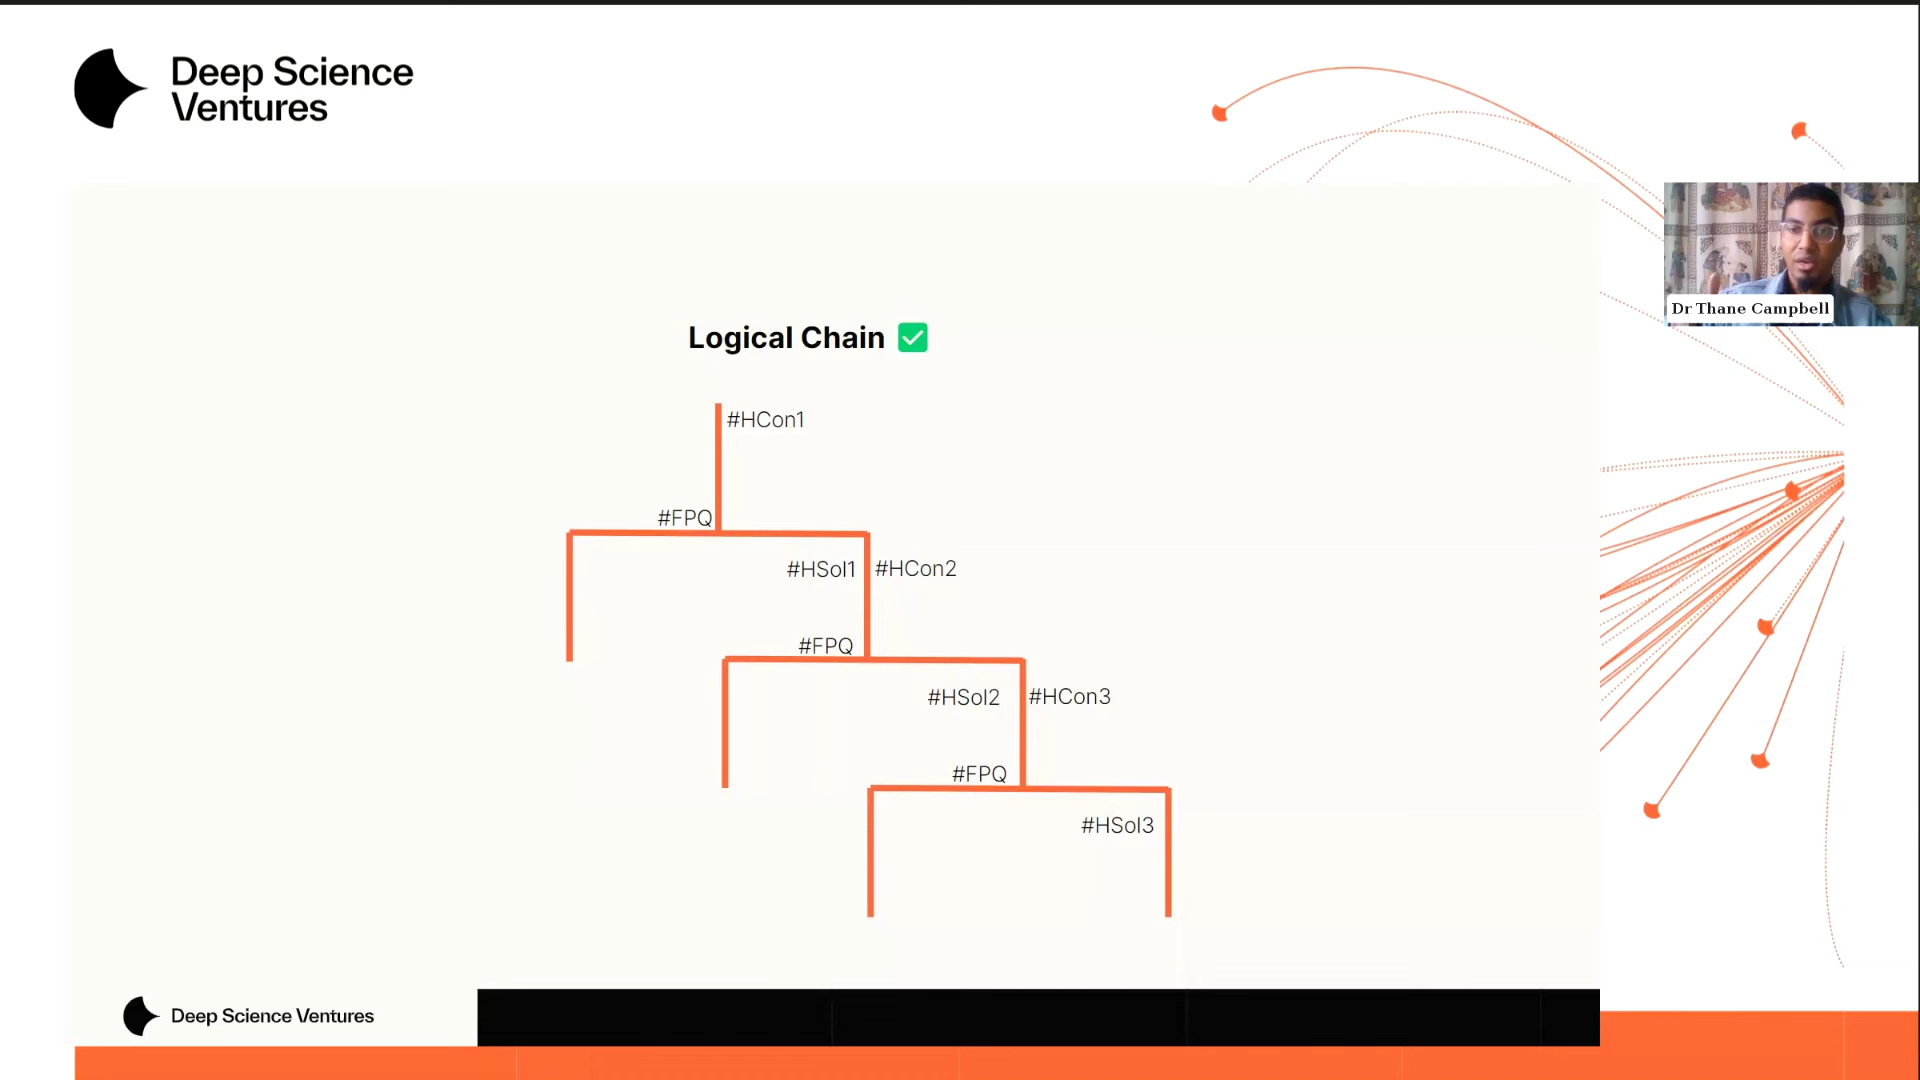 Deep Science
Ventures
Dr Thane Campbell
Logical Chain
#HCon1
#FPQ
#HSol1 #HCon2
#FPQ
#HSol2 #HCon3
#FPQ
#HSol3
Deep Science Ventures